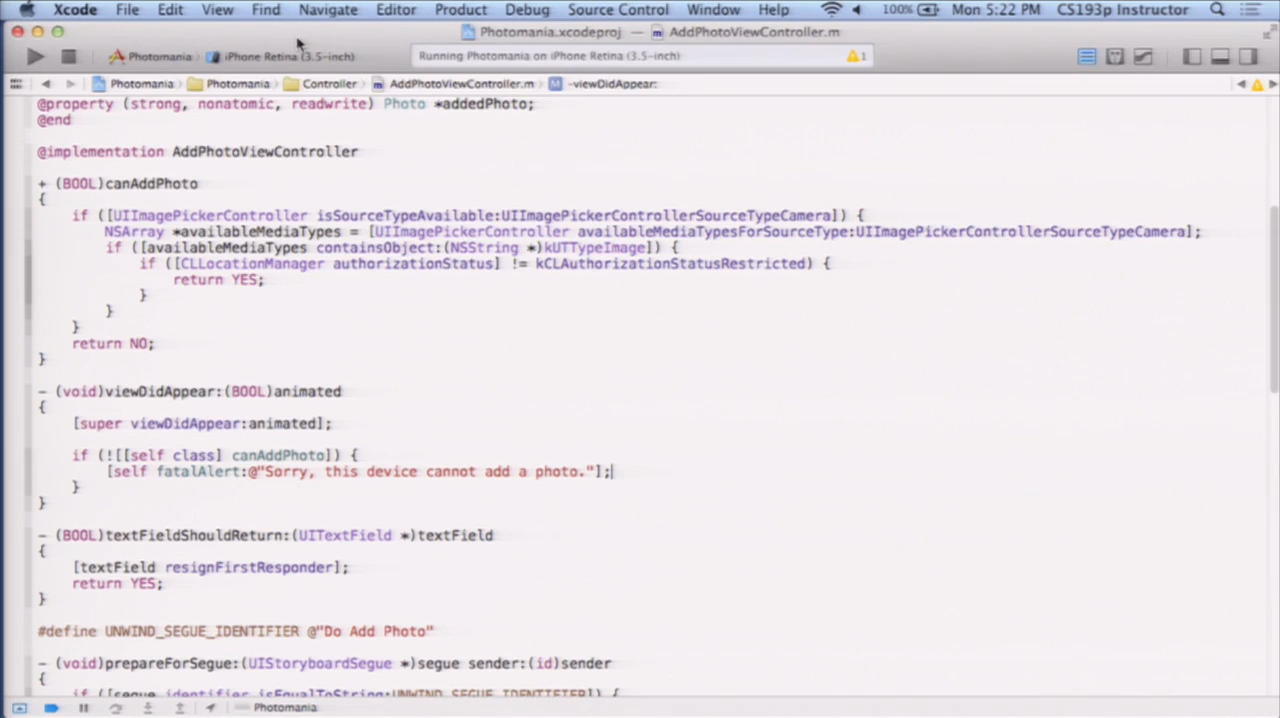 Xcode File Edit View Find Navigate Editor Product Debug Source Control Window Help 100% Mon 5:22 PM CS193p Instructor
Photomania.xcodeproj — AddPhotoViewController.m
Photomania iPhone Retina (3.5-inch) Running Photomania on iPhone Retina (3.5-inch) 1
Photomania Photomania Controller AddPhotoViewController.m M -viewDidAppear:
@property (strong, nonatomic, readwrite) Photo *addedPhoto;
@end
@implementation AddPhotoViewController
+ (BOOL)canAddPhoto
{
if ([UIImagePickerController isSourceTypeAvailable:UIImagePickerControllerSourceTypeCamera]) {
NSArray *availableMediaTypes = [UIImagePickerController availableMediaTypesForSourceType:UIImagePickerControllerSourceTypeCamera];
if ([availableMediaTypes containsObject:(NSString *)kUTTypeImage]) {
if ([CLLocationManager authorizationStatus] != kCLAuthorizationStatusRestricted) {
return YES;
}
}
}
return NO;
}
- (void)viewDidAppear:(BOOL)animated
{
[super viewDidAppear:animated];
if (![[self class] canAddPhoto]) {
[self fatalAlert:@"Sorry, this device cannot add a photo."];
}
}
- (BOOL)textFieldShouldReturn:(UITextField *)textField
{
[textField resignFirstResponder];
return YES;
}
#define UNWIND_SEGUE_IDENTIFIER @"Do Add Photo"
- (void)prepareForSegue:(UIStoryboardSegue *)segue sender:(id)sender
{
if ([segue.identifier isEqualToString:UNWIND_SEGUE_IDENTIFIER]) {
Photomania